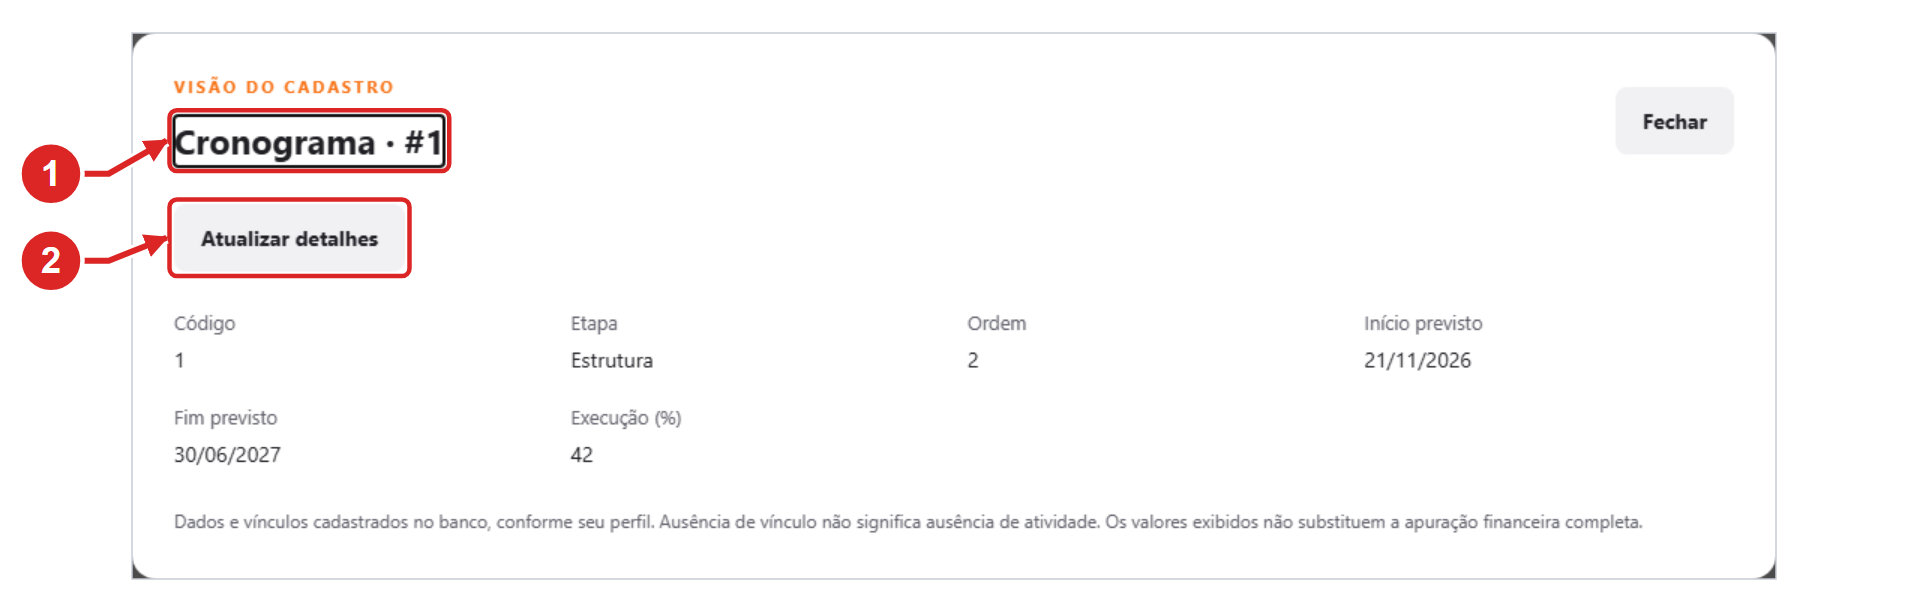 VISÃO DO CADASTRO
Cronograma · #1
Fechar
1
Atualizar detalhes
2
Código
Etapa
Ordem
Início previsto
1
Estrutura
2
21/11/2026
Fim previsto
Execução (%)
30/06/2027
42
Dados e vínculos cadastrados no banco, conforme seu perfil. Ausência de vínculo não significa ausência de atividade. Os valores exibidos não substituem a apuração financeira completa.